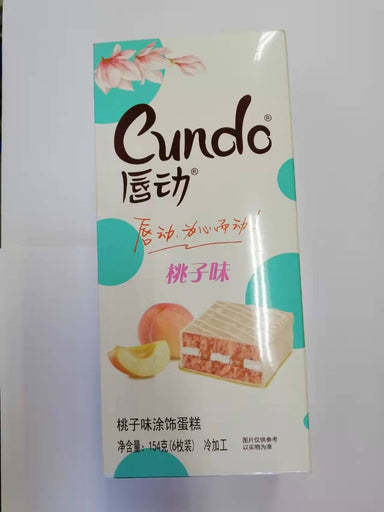 Cundo®
唇动®
唇动,为心而动!
桃子味
桃子味涂饰蛋糕
净含量：154克(6枚装) 冷加工
图片仅供参考
以实物为准